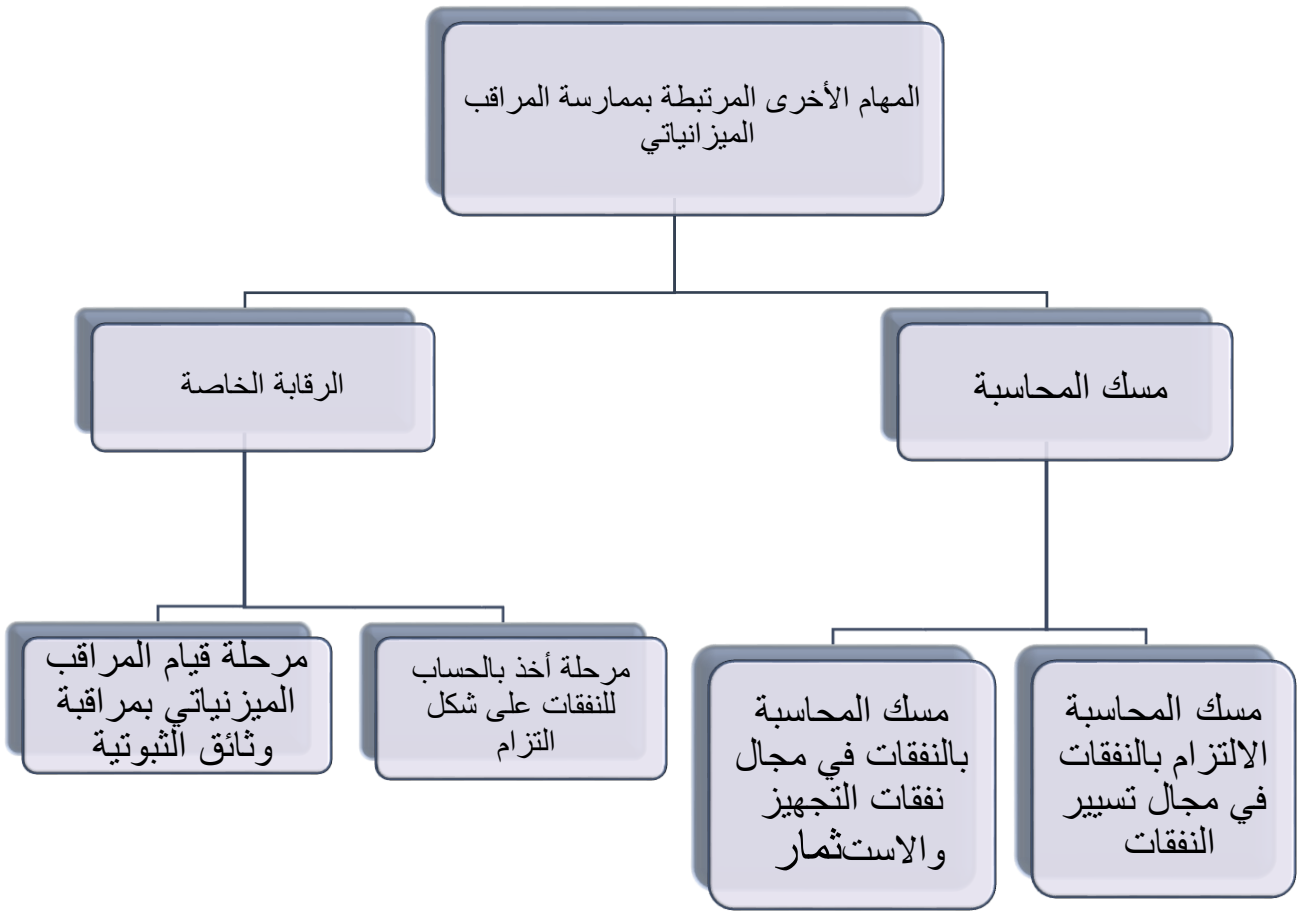 المهام الأخرى المرتبطة بممارسة المراقب
الميزانياتي
مسك المحاسبة
الرقابة الخاصة
مسك المحاسبة
الالتزام بالنفقات
في مجال تسيير
النفقات
مسك المحاسبة
بالنفقات في مجال
نفقات التجهيز
والاستثمار
مرحلة أخذ بالحساب
للنفقات على شكل
التزام
مرحلة قيام المراقب
الميزنياتي بمراقبة
وثائق الثبوتية